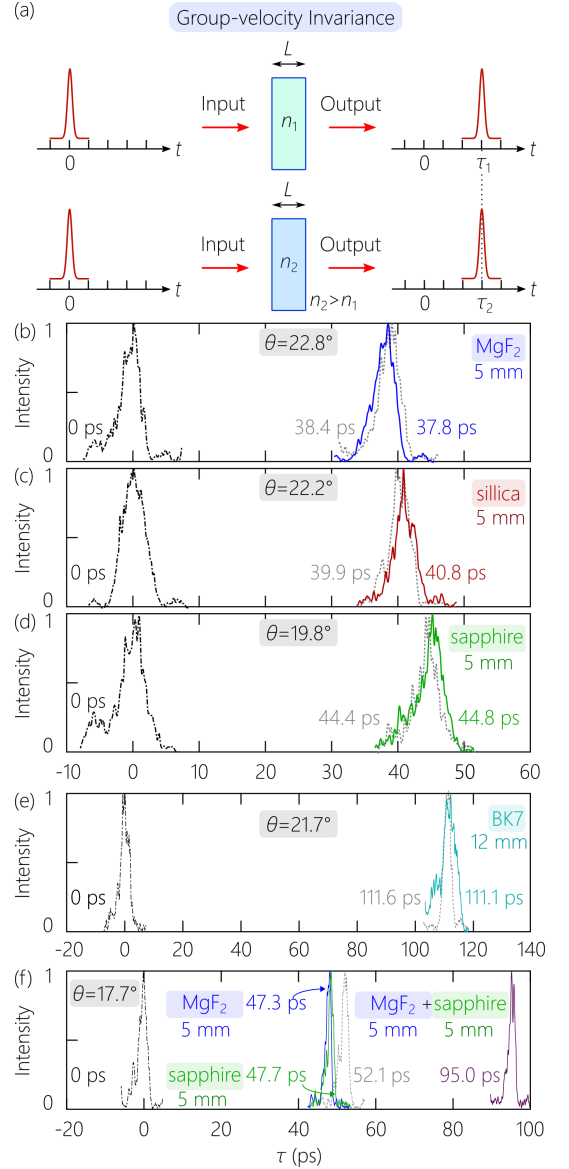 (a)
Group-velocity Invariance
L
Input
n₁
Output
0
t
0
τ₁
t
L
Input
n₂
Output
n₂>n₁
0
t
0
τ₂
t
(b)
1
Intensity
0
0 ps
θ=22.8°
38.4 ps
37.8 ps
MgF₂
5 mm
(c)
1
Intensity
0
0 ps
θ=22.2°
39.9 ps
40.8 ps
sillica
5 mm
(d)
1
Intensity
0
0 ps
θ=19.8°
44.4 ps
44.8 ps
sapphire
5 mm
-10 0 10 20 30 40 50 60
(e)
1
Intensity
0
0 ps
θ=21.7°
111.6 ps
111.1 ps
BK7
12 mm
-20 0 20 40 60 80 100 120 140
(f)
1
Intensity
0
0 ps
θ=17.7°
MgF₂ 47.3 ps
5 mm
sapphire 47.7 ps
5 mm
52.1 ps
MgF₂+sapphire
5 mm 5 mm
95.0 ps
-20 0 20 40 60 80 100
τ (ps)